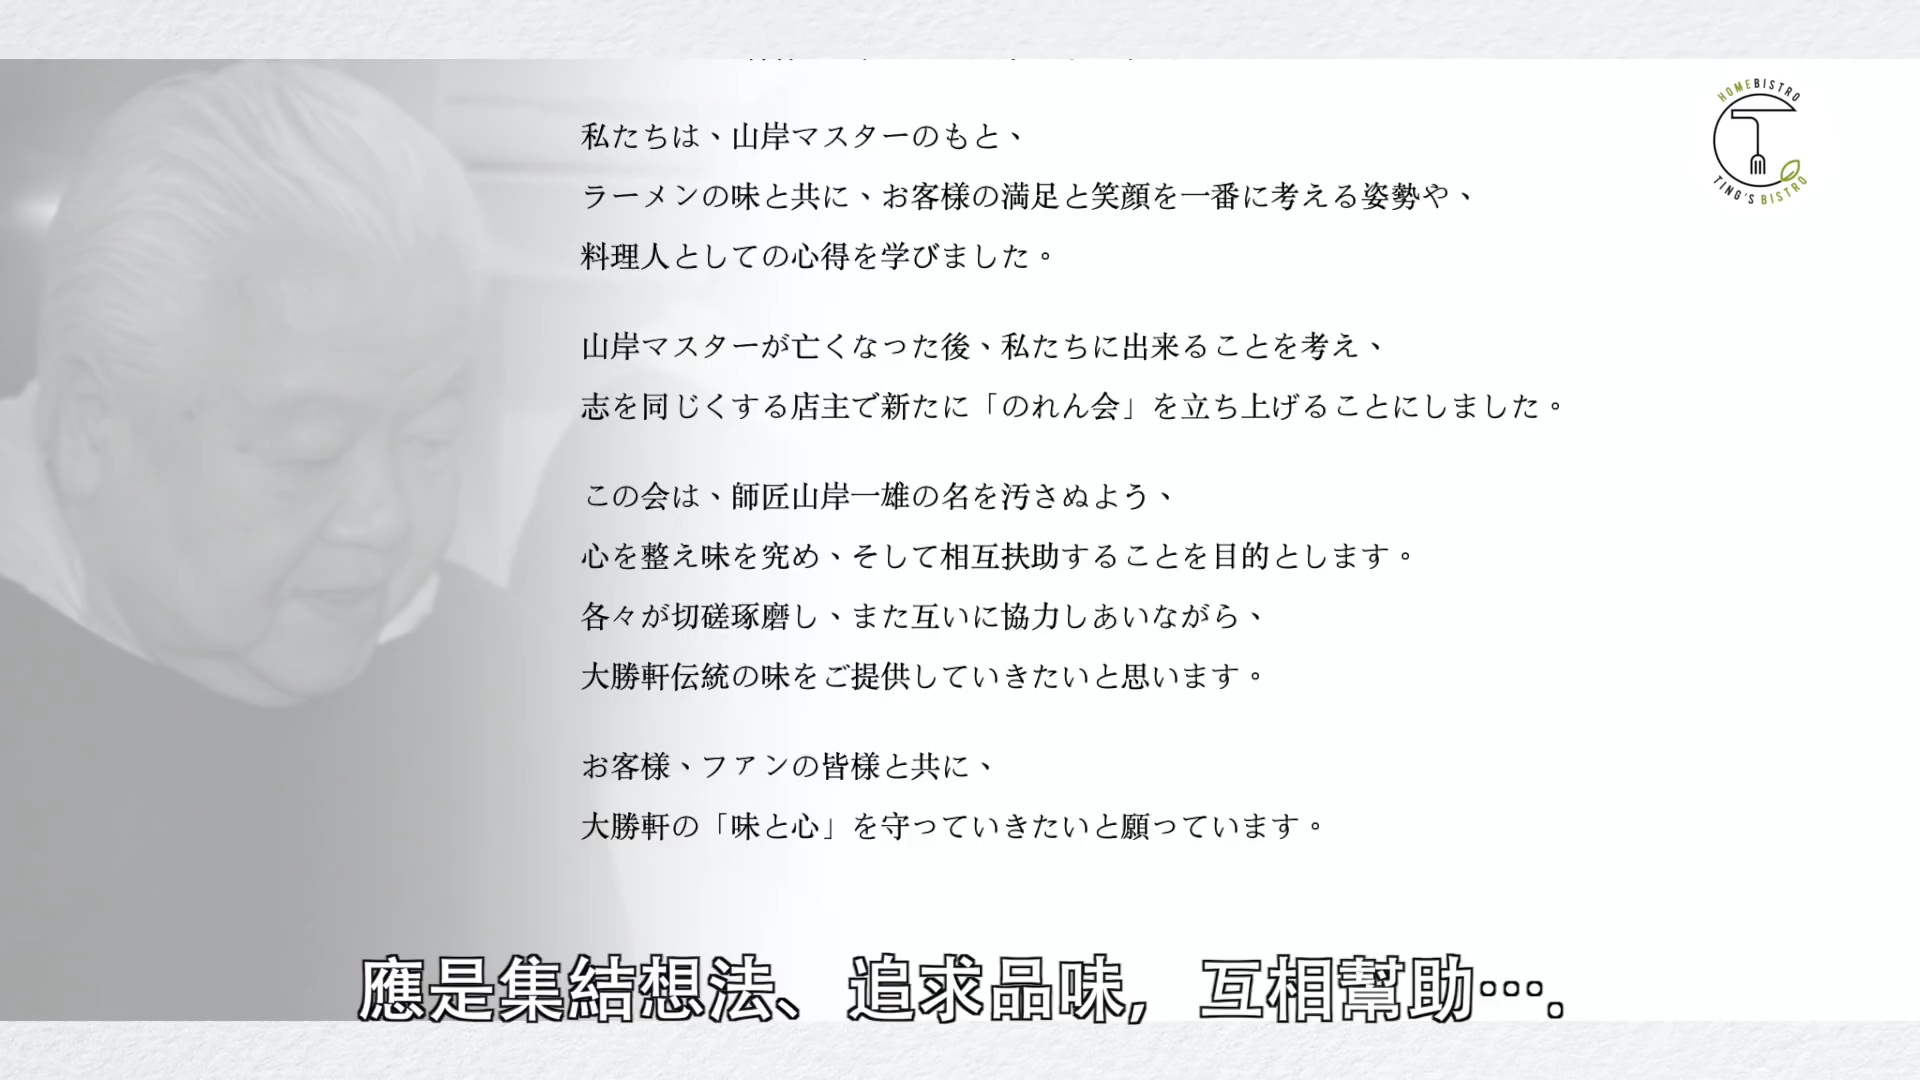 HOMEBISTRO
TING'S BISTRO
私たちは、山岸マスターのもと、
ラーメンの味と共に、お客様の満足と笑顔を一番に考える姿勢や、
料理人としての心得を学びました。
山岸マスターが亡くなった後、私たちに出来ることを考え、
志を同じくする店主で新たに「のれん会」を立ち上げることにしました。
この会は、師匠山岸一雄の名を汚さぬよう、
心を整え味を究め、そして相互扶助することを目的とします。
各々が切磋琢磨し、また互いに協力しあいながら、
大勝軒伝統の味をご提供していきたいと思います。
お客様、ファンの皆様と共に、
大勝軒の「味と心」を守っていきたいと願っています。
應是集結想法、追求品味, 互相幫助….